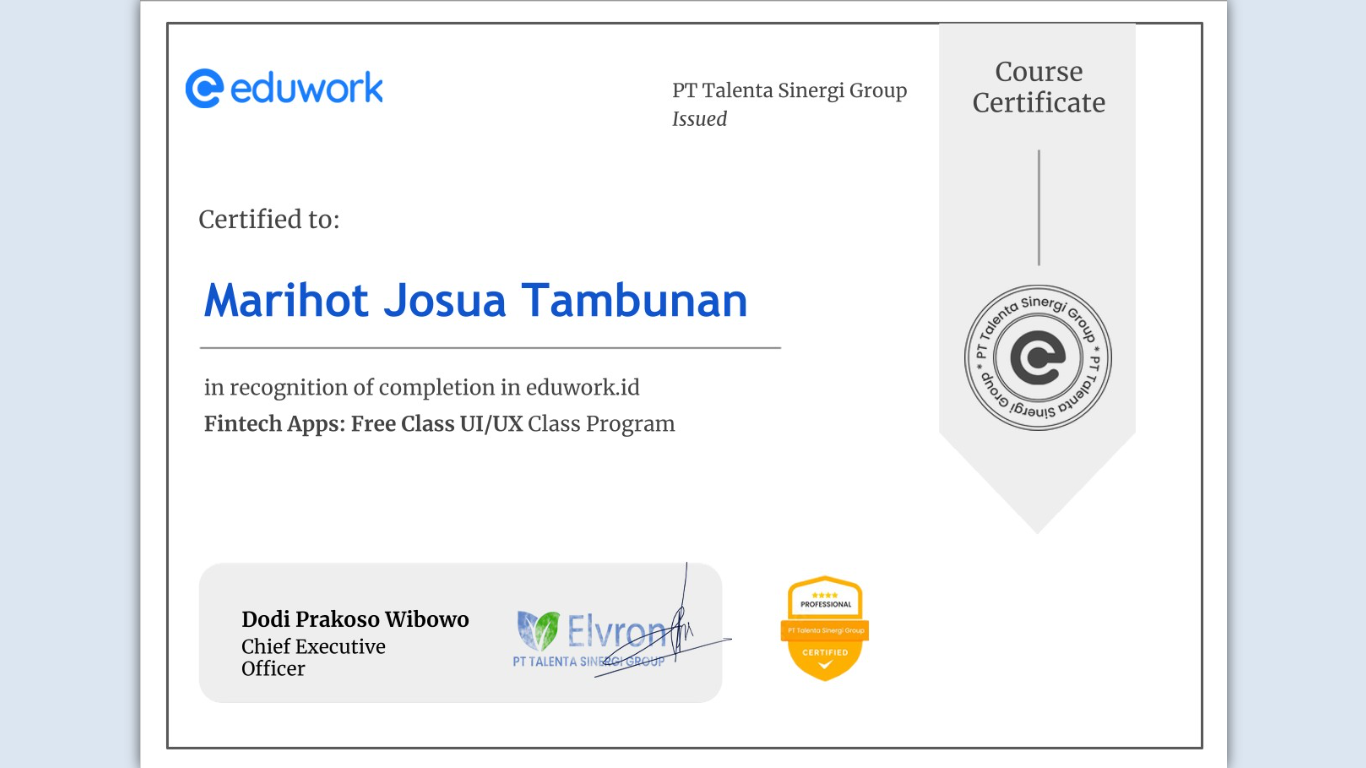 eduwork
PT Talenta Sinergi Group
Issued
Course
Certificate
Certified to:
Marihot Josua Tambunan
in recognition of completion in eduwork.id
Fintech Apps: Free Class UI/UX Class Program
* PT Talenta Sinergi Group * PT Talenta Sinergi Group
Dodi Prakoso Wibowo
Chief Executive
Officer
Elvron
PT TALENTA SINERGI GROUP
PROFESSIONAL
PT Talenta Sinergi Group
CERTIFIED